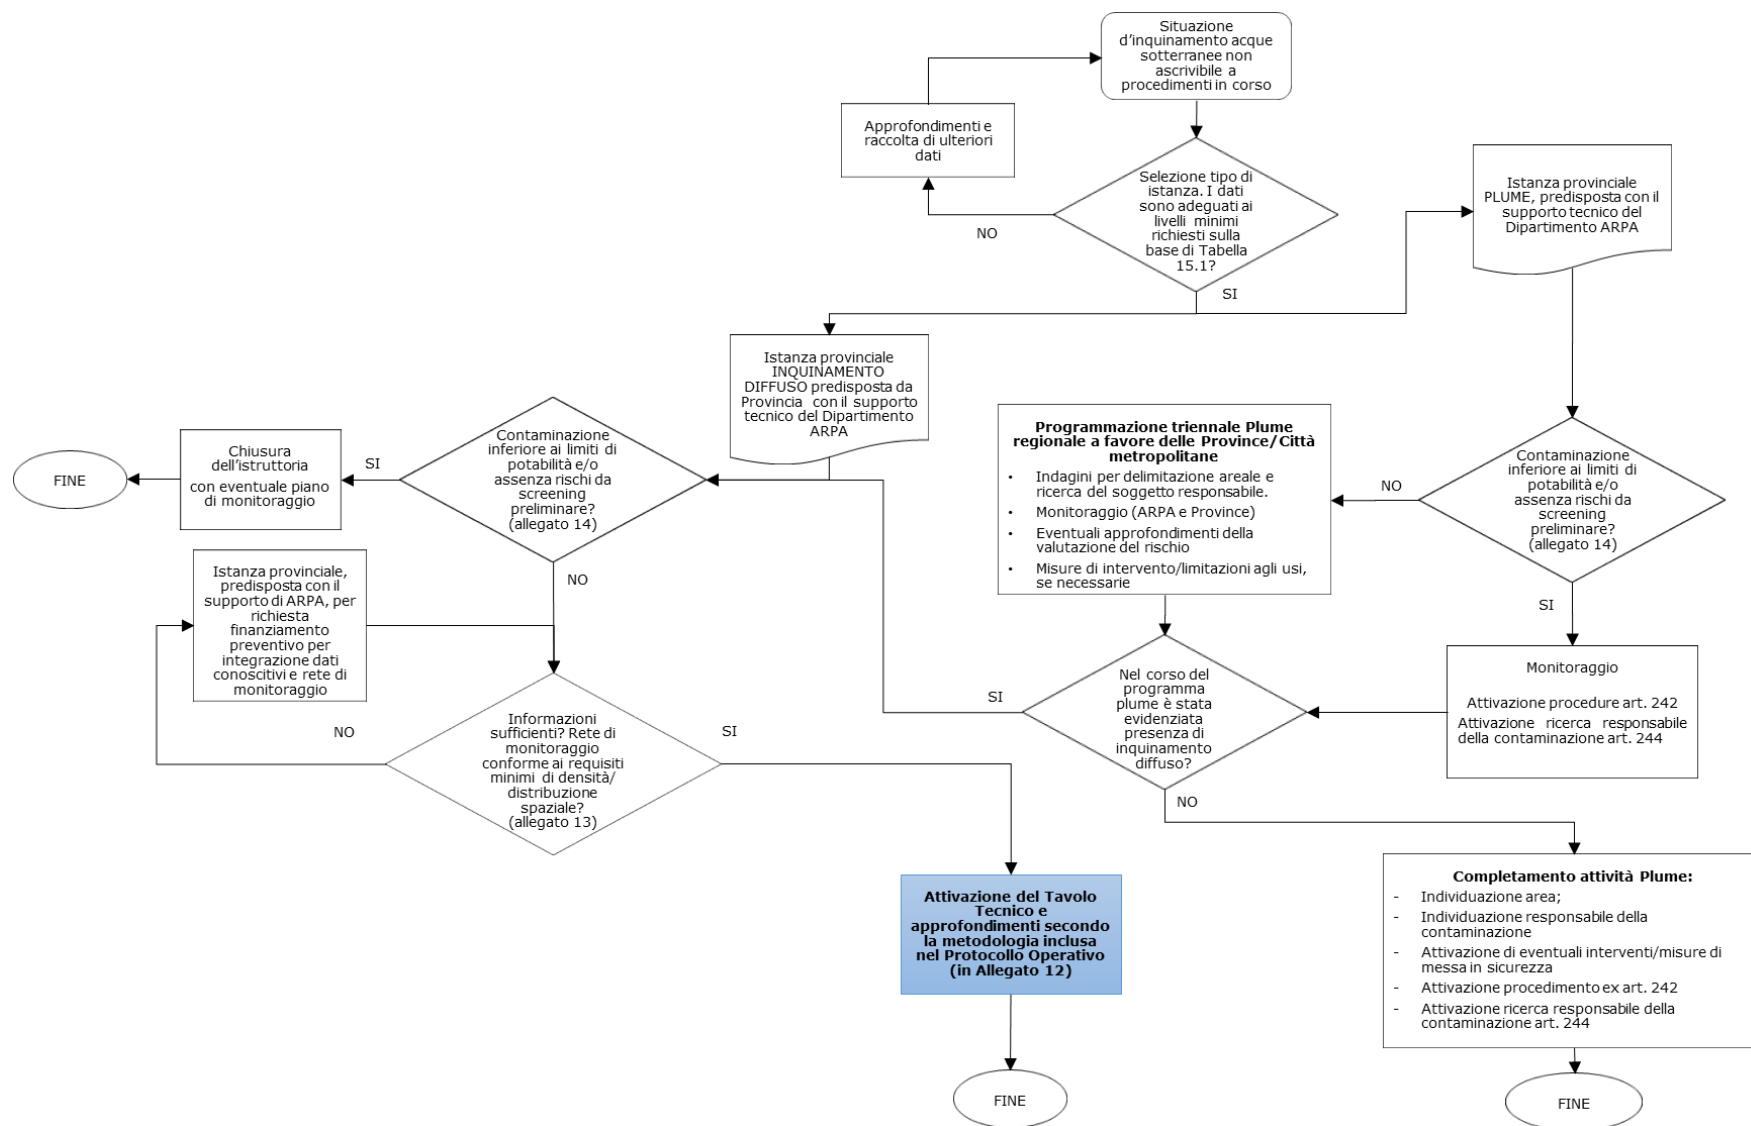 Situazione
d'inquinamento acque
sotterranee non
ascrivibile a
procedimenti in corso
Approfondimenti e
raccolta di ulteriori
dati
Selezione tipo di
istanza. I dati
sono adeguati ai
livelli minimi
richiesti sulla
base di Tabella
15.1?
NO
SI
Istanza provinciale
PLUME, predisposta con il
supporto tecnico del
Dipartimento ARPA
Istanza provinciale
INQUINAMENTO
DIFFUSO predisposta da
Provincia con il supporto
tecnico del Dipartimento
ARPA
Contaminazione
inferiore ai limiti di
potabilità e/o
assenza rischi da
screening
preliminare?
(allegato 14)
SI
Chiusura
dell'istruttoria
con eventuale piano
di monitoraggio
FINE
NO
Programmazione triennale Plume
regionale a favore delle Province/Città
metropolitane
• Indagini per delimitazione areale e
ricerca del soggetto responsabile.
• Monitoraggio (ARPA e Province)
• Eventuali approfondimenti della
valutazione del rischio
• Misure di intervento/limitazioni agli usi,
se necessarie
NO
Contaminazione
inferiore ai limiti di
potabilità e/o
assenza rischi da
screening
preliminare?
(allegato 14)
SI
Istanza provinciale,
predisposta con il
supporto di ARPA, per
richiesta
finanziamento
preventivo per
integrazione dati
conoscitivi e rete di
monitoraggio
Nel corso del
programma
plume è stata
evidenziata
presenza di
inquinamento
diffuso?
SI
NO
Monitoraggio
Attivazione procedure art. 242
Attivazione ricerca responsabile
della contaminazione art. 244
Informazioni
sufficienti? Rete di
monitoraggio
conforme ai requisiti
minimi di densità/
distribuzione
spaziale?
(allegato 13)
NO
SI
Attivazione del Tavolo
Tecnico e
approfondimenti secondo
la metodologia inclusa
nel Protocollo Operativo
(in Allegato 12)
FINE
Completamento attività Plume:
- Individuazione area;
- Individuazione responsabile della
contaminazione
- Attivazione di eventuali interventi/misure di
messa in sicurezza
- Attivazione procedimento ex art. 242
- Attivazione ricerca responsabile della
contaminazione art. 244
FINE